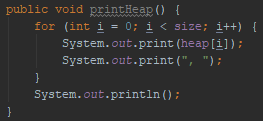 public void printHeap() {
    for (int i = 0; i < size; i++) {
        System.out.print(heap[i]);
        System.out.print(", ");
    }
    System.out.println();
}